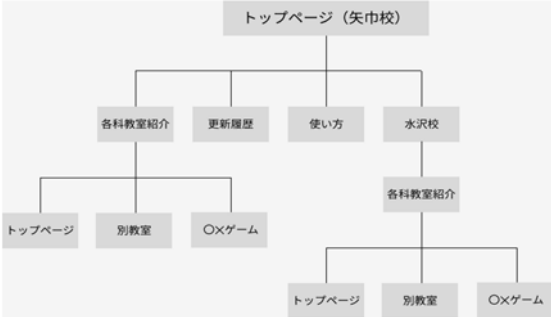 トップページ（矢巾校）
各科教室紹介
更新履歴
使い方
水沢校
各科教室紹介
トップページ
別教室
〇×ゲーム
トップページ
別教室
〇×ゲーム